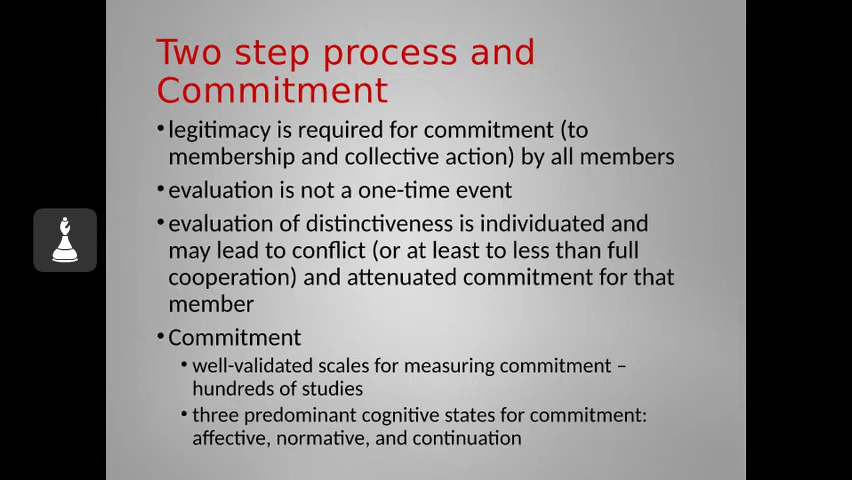 Two step process and
Commitment
• legitimacy is required for commitment (to
membership and collective action) by all members
• evaluation is not a one-time event
• evaluation of distinctiveness is individuated and
may lead to conflict (or at least to less than full
cooperation) and attenuated commitment for that
member
• Commitment
• well-validated scales for measuring commitment –
hundreds of studies
• three predominant cognitive states for commitment:
affective, normative, and continuation